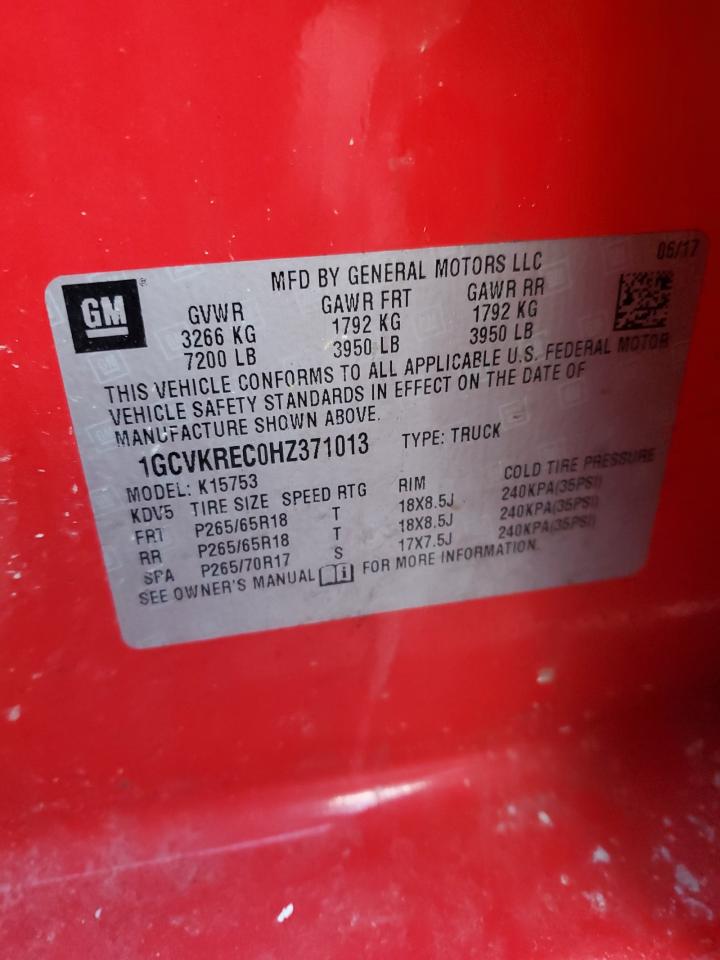 06/17
GM
MFD BY GENERAL MOTORS LLC
GVWR GAWR FRT GAWR RR
3266 KG 1792 KG 1792 KG
7200 LB 3950 LB 3950 LB
THIS VEHICLE CONFORMS TO ALL APPLICABLE U.S. FEDERAL MOTOR
VEHICLE SAFETY STANDARDS IN EFFECT ON THE DATE OF
MANUFACTURE SHOWN ABOVE.
1GCVKREC0HZ371013 TYPE: TRUCK
MODEL: K15753
KDV5 TIRE SIZE SPEED RTG RIM COLD TIRE PRESSURE
FRT P265/65R18 T 18X8.5J 240KPA(35PSI)
RR P265/65R18 T 18X8.5J 240KPA(35PSI)
SPA P265/70R17 S 17X7.5J 240KPA(35PSI)
SEE OWNER'S MANUAL FOR MORE INFORMATION.